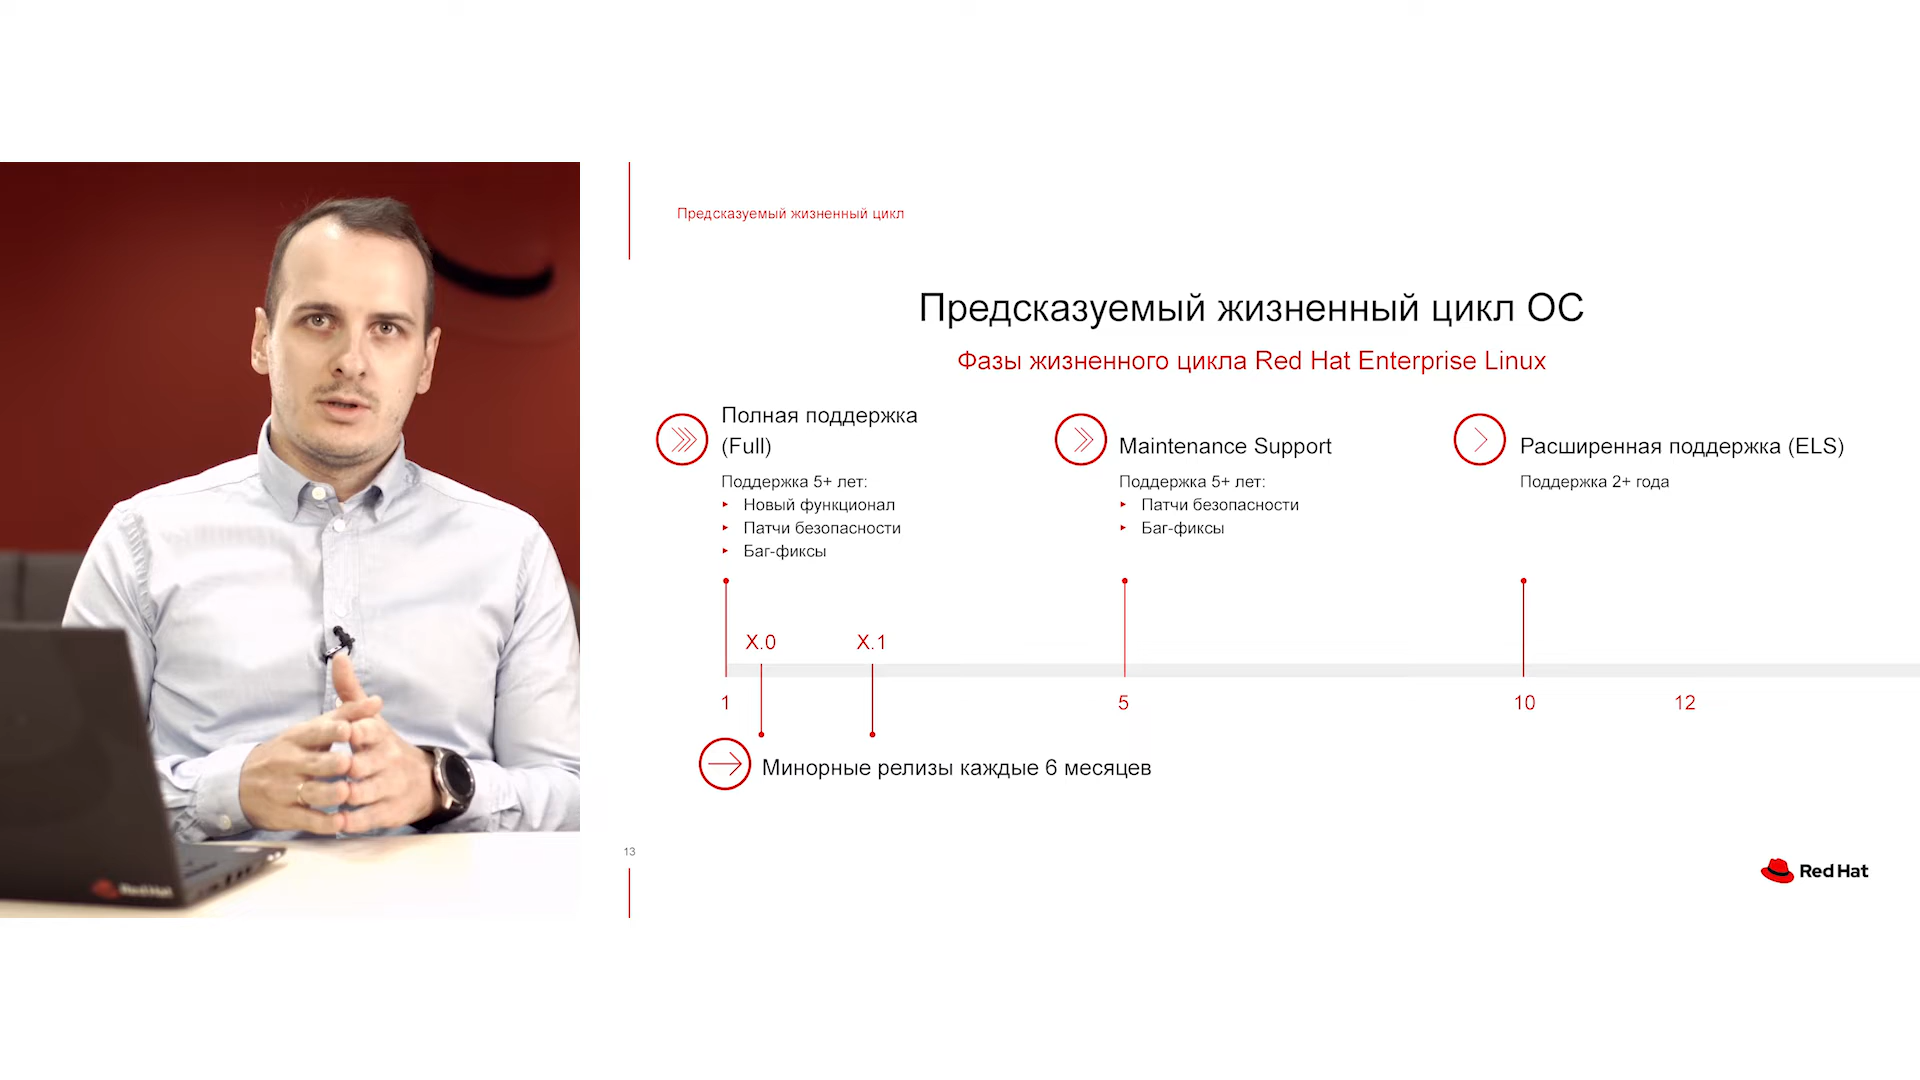 Предсказуемый жизненный цикл
Предсказуемый жизненный цикл ОС
Фазы жизненного цикла Red Hat Enterprise Linux
Полная поддержка
(Full)
Поддержка 5+ лет:
Новый функционал
Патчи безопасности
Баг-фиксы
Maintenance Support
Поддержка 5+ лет:
Патчи безопасности
Баг-фиксы
Расширенная поддержка (ELS)
Поддержка 2+ года
X.0
X.1
1
5
10
12
Минорные релизы каждые 6 месяцев
13
Red Hat
Red Hat